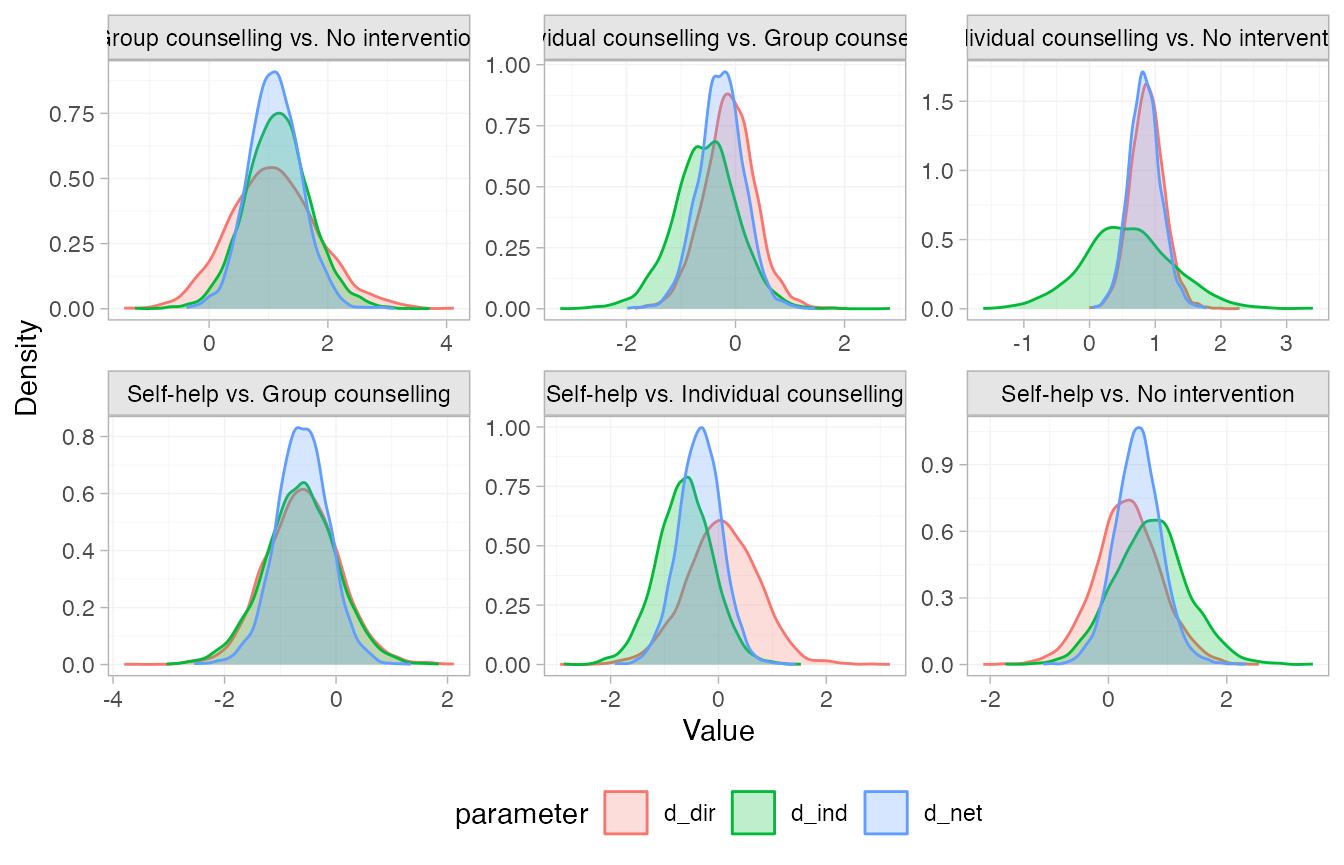 Group counselling vs. No intervention
vidual counselling vs. Group counse
lividual counselling vs. No intervent
1.00
0.75 0.75 1.5
0.50 0.50 1.0
0.25 0.25 0.5
0.00 0.00 0.0
0 2 4 -2 0 2 -1 0 1 2 3
Density
Self-help vs. Group counselling
Self-help vs. Individual counselling
Self-help vs. No intervention
0.8 1.00
0.6 0.75 0.9
0.4 0.50 0.6
0.2 0.25 0.3
0.0 0.00 0.0
-4 -2 0 2 -2 0 2 -2 0 2
Value
parameter d_dir d_ind d_net